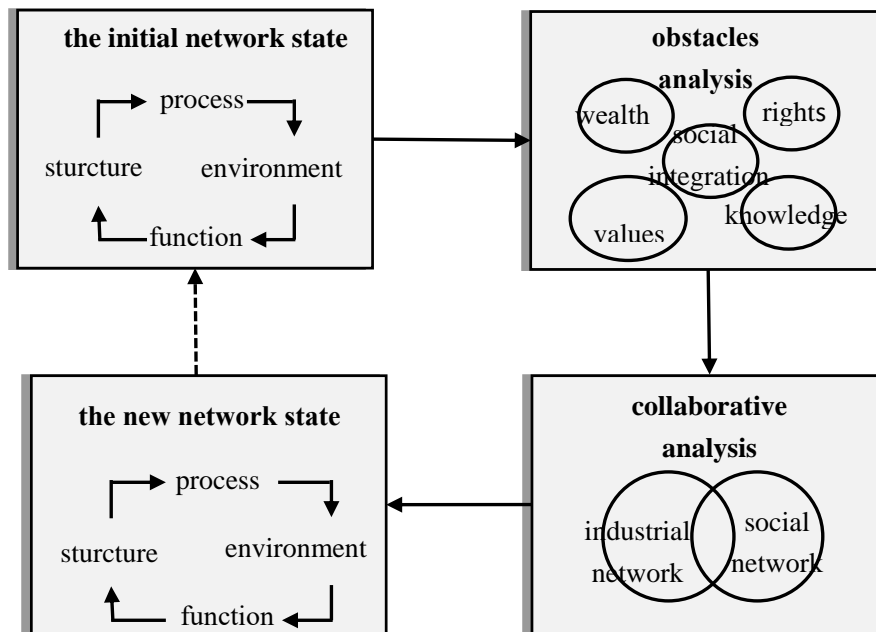 the initial network state
process
sturcture
environment
function
obstacles
analysis
wealth
rights
social
integration
values
knowledge
the new network state
process
sturcture
environment
function
collaborative
analysis
industrial
network
social
network